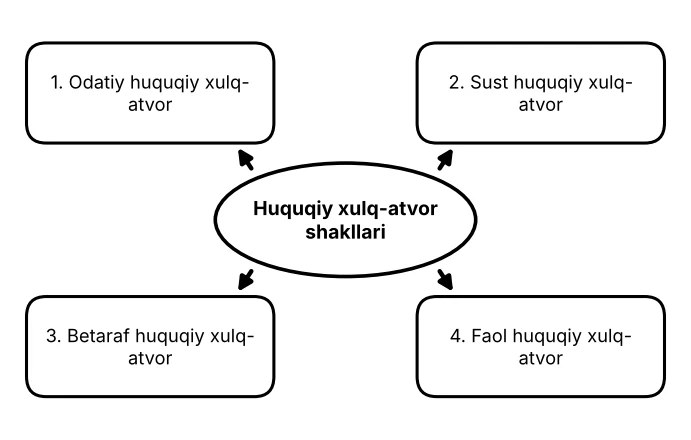 1. Odatiy huquqiy xulq-
atvor
2. Sust huquqiy xulq-
atvor
Huquqiy xulq-atvor
shakllari
3. Betaraf huquqiy xulq-
atvor
4. Faol huquqiy xulq-
atvor